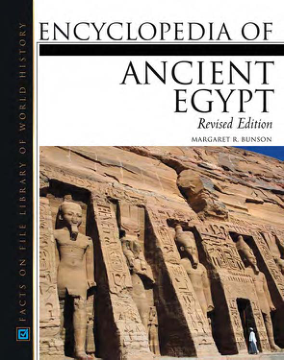 FACTS ON FILE LIBRARY OF WORLD HISTORY
ENCYCLOPEDIA OF
ANCIENT
EGYPT
Revised Edition
MARGARET R. BUNSON